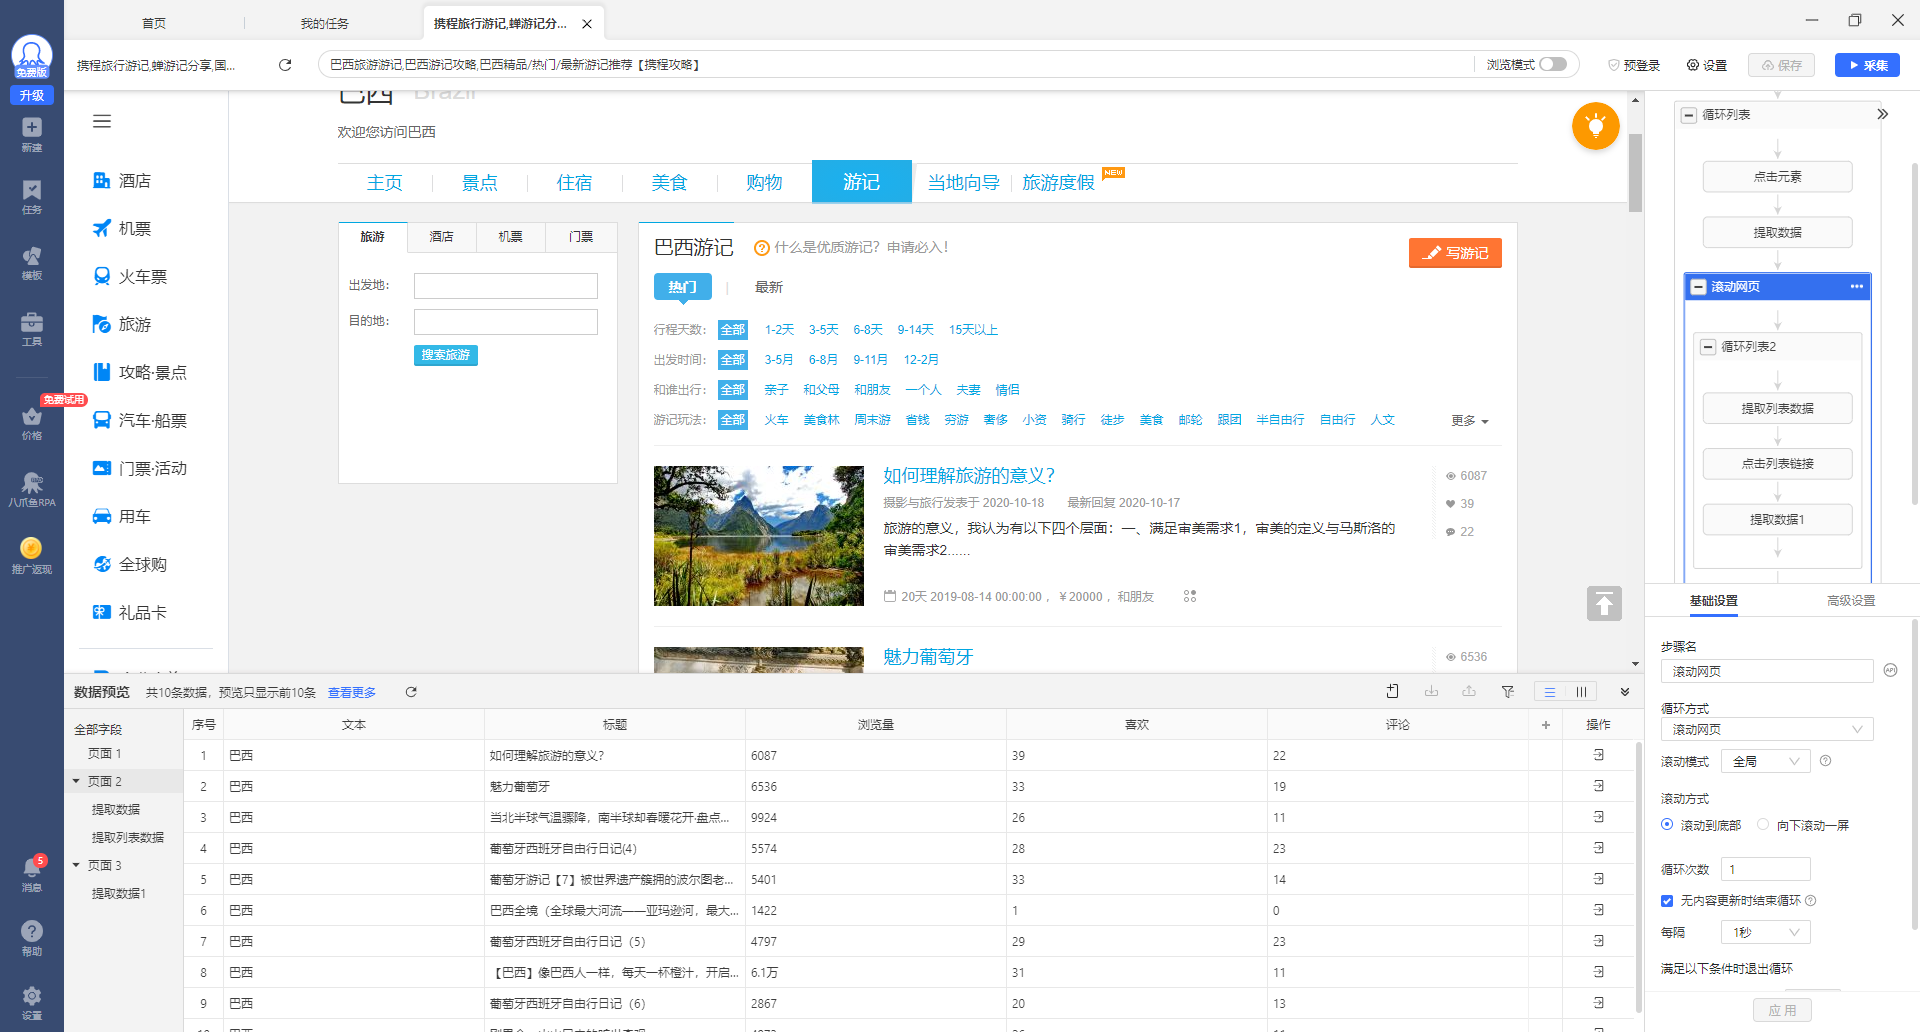 首页
我的任务
携程旅行游记,蝉游记分...
免费版
升级
新建
任务
模板
工具
免费试用
价格
八爪鱼RPA
推广返现
5
消息
帮助
设置
携程旅行游记,蝉游记分享,国...
巴西旅游游记,巴西游记攻略,巴西精品/热门/最新游记推荐【携程攻略】
浏览模式
预登录
设置
保存
采集
酒店
机票
火车票
旅游
攻略·景点
汽车·船票
门票·活动
用车
全球购
礼品卡
巴西 Brazil
欢迎您访问巴西
主页
景点
住宿
美食
购物
游记
当地向导
旅游度假
NEW
旅游
酒店
机票
门票
出发地:
目的地:
搜索旅游
巴西游记
什么是优质游记? 申请必入!
写游记
热门
最新
行程天数: 全部 1-2天 3-5天 6-8天 9-14天 15天以上
出发时间: 全部 3-5月 6-8月 9-11月 12-2月
和谁出行: 全部 亲子 和父母 和朋友 一个人 夫妻 情侣
游记玩法: 全部 火车 美食林 周末游 省钱 穷游 奢侈 小资 骑行 徒步 美食 邮轮 跟团 半自由行 自由行 人文 更多
如何理解旅游的意义?
摄影与旅行发表于 2020-10-18 最新回复 2020-10-17
旅游的意义，我认为有以下四个层面：一、满足审美需求1，审美的定义与马斯洛的
审美需求2......
20天 2019-08-14 00:00:00 , ￥20000 , 和朋友
6087
39
22
魅力葡萄牙
6536
循环列表
点击元素
提取数据
滚动网页
循环列表2
提取列表数据
点击列表链接
提取数据1
基础设置
高级设置
步骤名
滚动网页
API
循环方式
滚动网页
滚动模式 全局
滚动方式
滚动到底部
向下滚动一屏
循环次数 1
无内容更新时结束循环
每隔 1秒
满足以下条件时退出循环
应用
数据预览 共10条数据，预览只显示前10条 查看更多
全部字段
页面 1
页面 2
提取数据
提取列表数据
页面 3
提取数据1
序号 文本 标题 浏览量 喜欢 评论 + 操作
1 巴西 如何理解旅游的意义？ 6087 39 22
2 巴西 魅力葡萄牙 6536 33 19
3 巴西 当北半球气温骤降，南半球却春暖花开·盘点... 9924 26 11
4 巴西 葡萄牙西班牙自由行日记(4) 5574 28 23
5 巴西 葡萄牙游记【7】被世界遗产簇拥的波尔图老... 5401 33 14
6 巴西 巴西全境（全球最大河流——亚玛逊河，最大... 1422 1 0
7 巴西 葡萄牙西班牙自由行日记（5） 4797 29 23
8 巴西 【巴西】像巴西人一样，每天一杯橙汁，开启... 6.1万 31 11
9 巴西 葡萄牙西班牙自由行日记（6） 2867 20 13